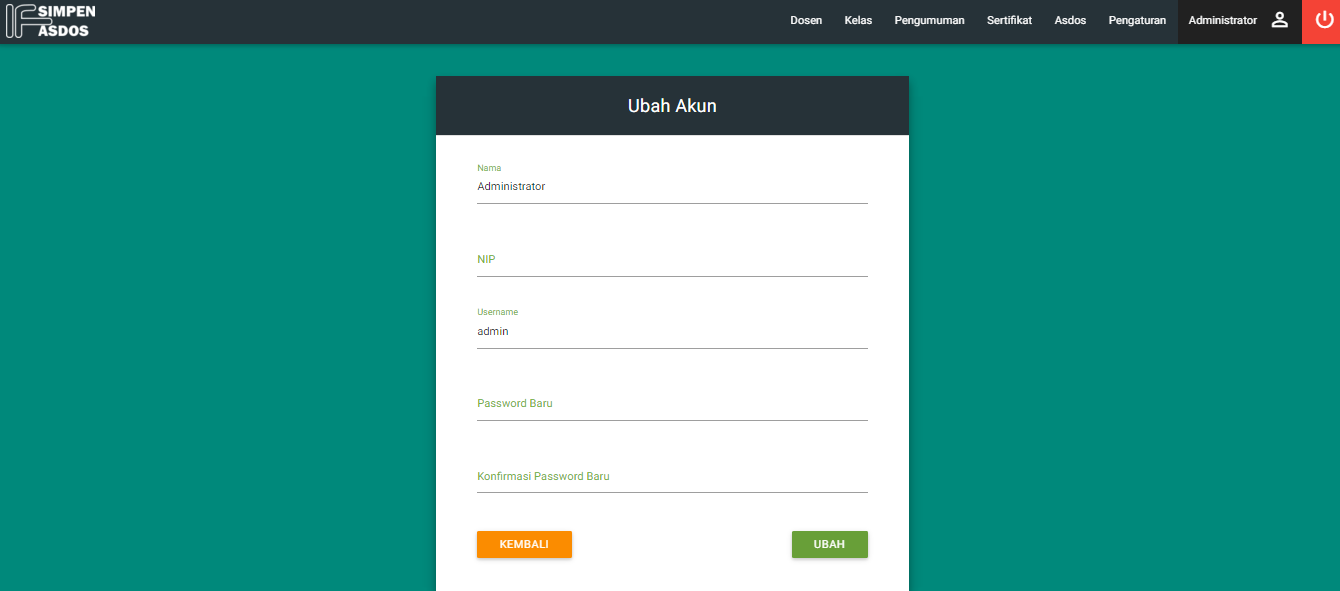 IF SIMPEN
ASDOS
Dosen Kelas Pengumuman Sertifikat Asdos Pengaturan Administrator
Ubah Akun
Nama
Administrator
NIP
Username
admin
Password Baru
Konfirmasi Password Baru
KEMBALI UBAH